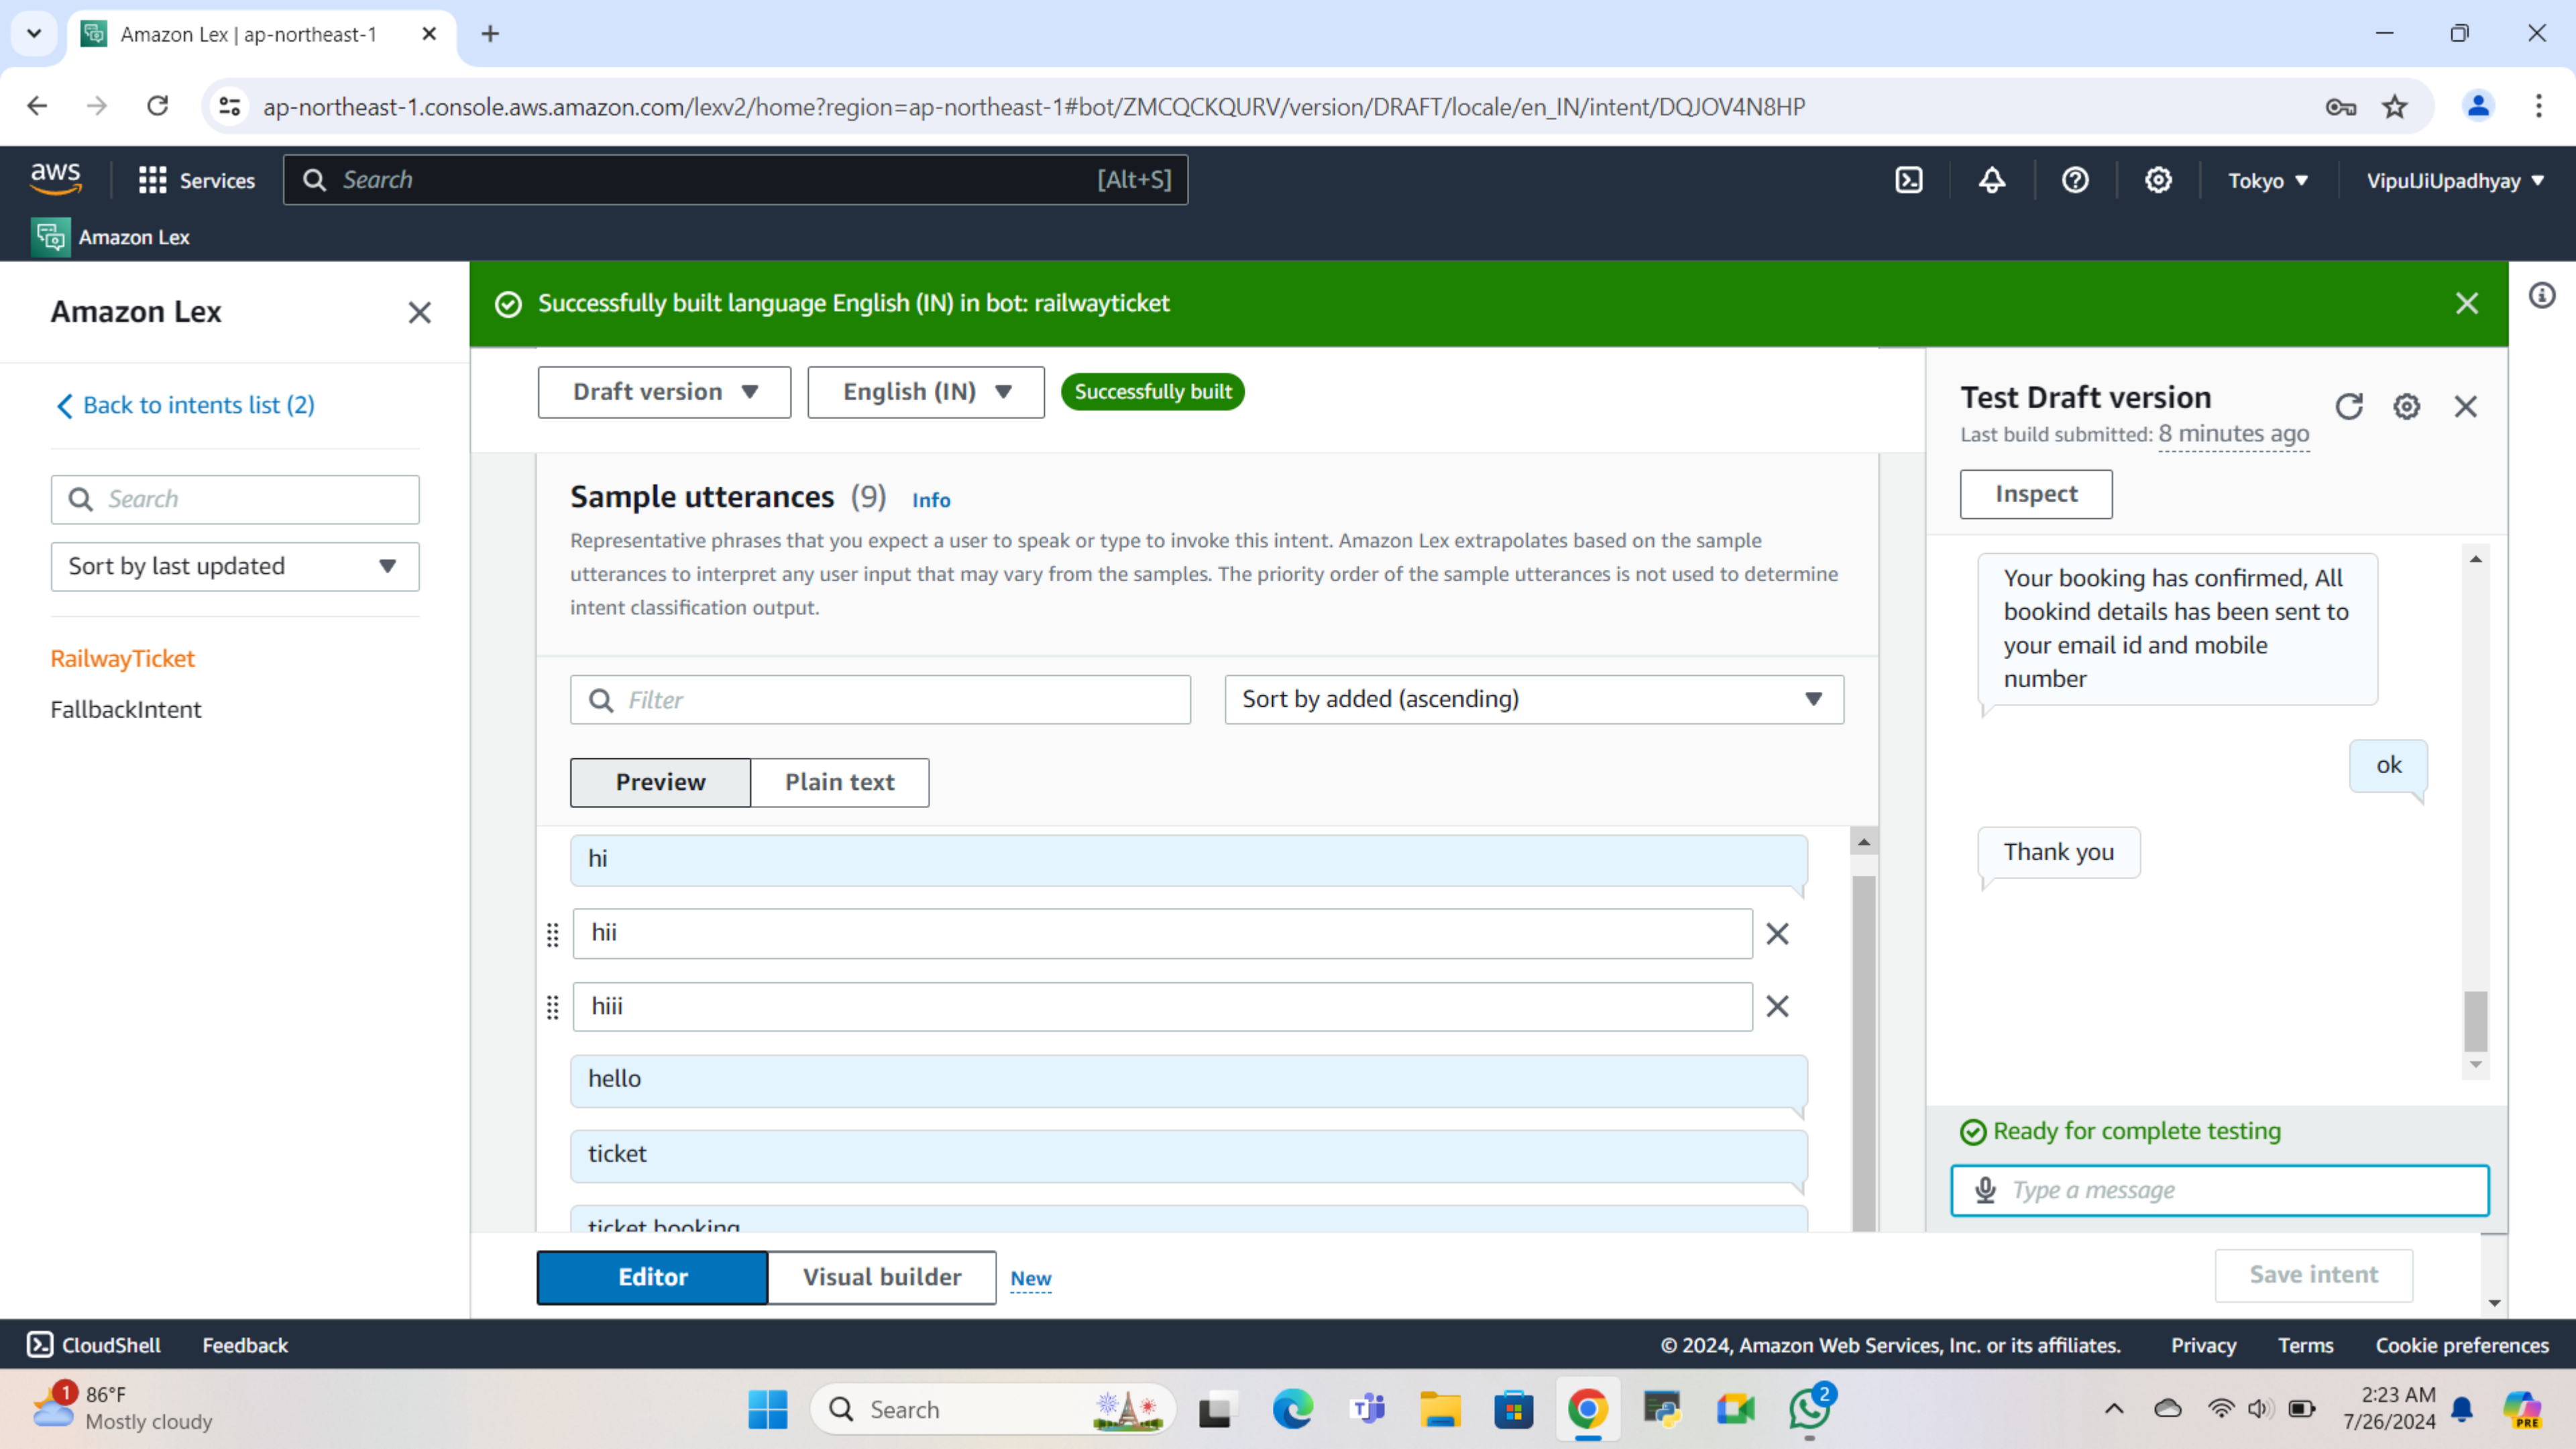 Amazon Lex | ap-northeast-1
ap-northeast-1.console.aws.amazon.com/lexv2/home?region=ap-northeast-1#bot/ZMCQCKQURV/version/DRAFT/locale/en_IN/intent/DQJOV4N8HP
aws
Services
Search
[Alt+S]
Tokyo
VipulJiUpadhyay
Amazon Lex
Amazon Lex
Back to intents list (2)
Search
Sort by last updated
RailwayTicket
FallbackIntent
Successfully built language English (IN) in bot: railwayticket
Draft version
English (IN)
Successfully built
Sample utterances (9) Info
Representative phrases that you expect a user to speak or type to invoke this intent. Amazon Lex extrapolates based on the sample
utterances to interpret any user input that may vary from the samples. The priority order of the sample utterances is not used to determine
intent classification output.
Filter
Sort by added (ascending)
Preview
Plain text
hi
hii
hiii
hello
ticket
ticket booking
Editor
Visual builder
New
Save intent
Test Draft version
Last build submitted: 8 minutes ago
Inspect
Your booking has confirmed, All
bookind details has been sent to
your email id and mobile
number
ok
Thank you
Ready for complete testing
Type a message
CloudShell
Feedback
© 2024, Amazon Web Services, Inc. or its affiliates.
Privacy
Terms
Cookie preferences
1
86°F
Mostly cloudy
Search
2
2:23 AM
7/26/2024
PRE